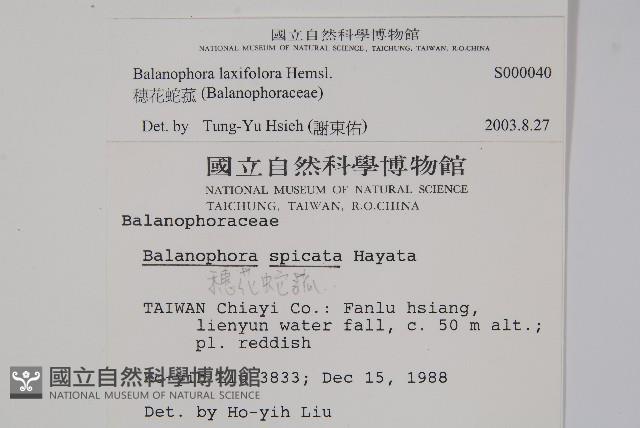 國立自然科學博物館
NATIONAL MUSEUM OF NATURAL SCIENCE, TAICHUNG, TAIWAN, R.O.CHINA
Balanophora laxifolora Hemsl. S000040
穗花蛇菰 (Balanophoraceae)
Det. by Tung-Yu Hsieh (謝東佑) 2003.8.27
國立自然科學博物館
NATIONAL MUSEUM OF NATURAL SCIENCE
TAICHUNG, TAIWAN, R.O.CHINA
Balanophoraceae
Balanophora spicata Hayata
穗花蛇菰
TAIWAN Chiayi Co.: Fanlu hsiang,
lienyun water fall, c. 50 m alt.;
pl. reddish
3833; Dec 15, 1988
國立自然科學博物館
NATIONAL MUSEUM OF NATURAL SCIENCE
Det. by Ho-yih Liu